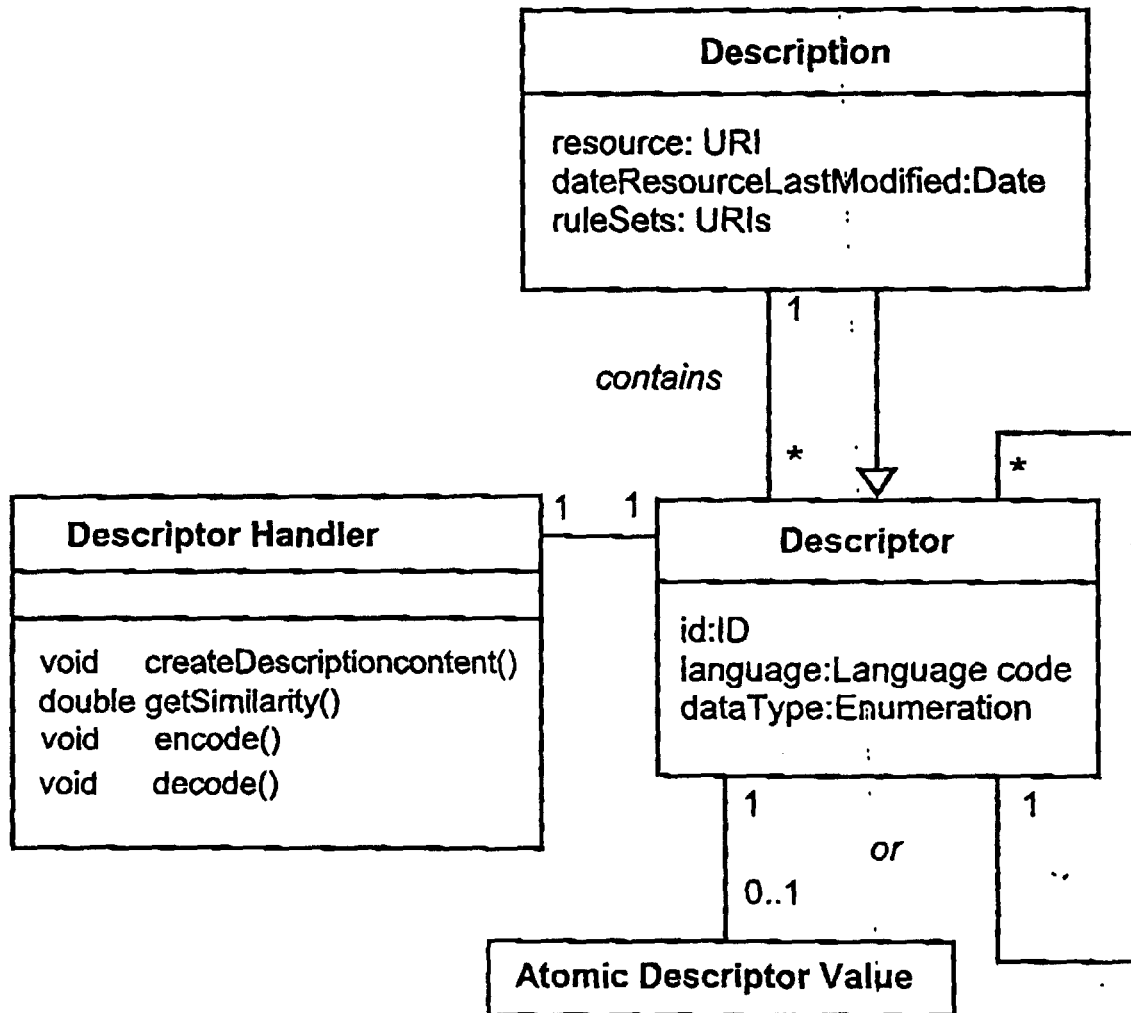 Description
resource: URI
dateResourceLastModified:Date
ruleSets: URIs
1
contains
*
*
Descriptor Handler
1
1
Descriptor
void createDescriptioncontent()
double getSimilarity()
void encode()
void decode()
id:ID
language:Language code
dataType:Enumeration
1
1
or
0..1
Atomic Descriptor Value